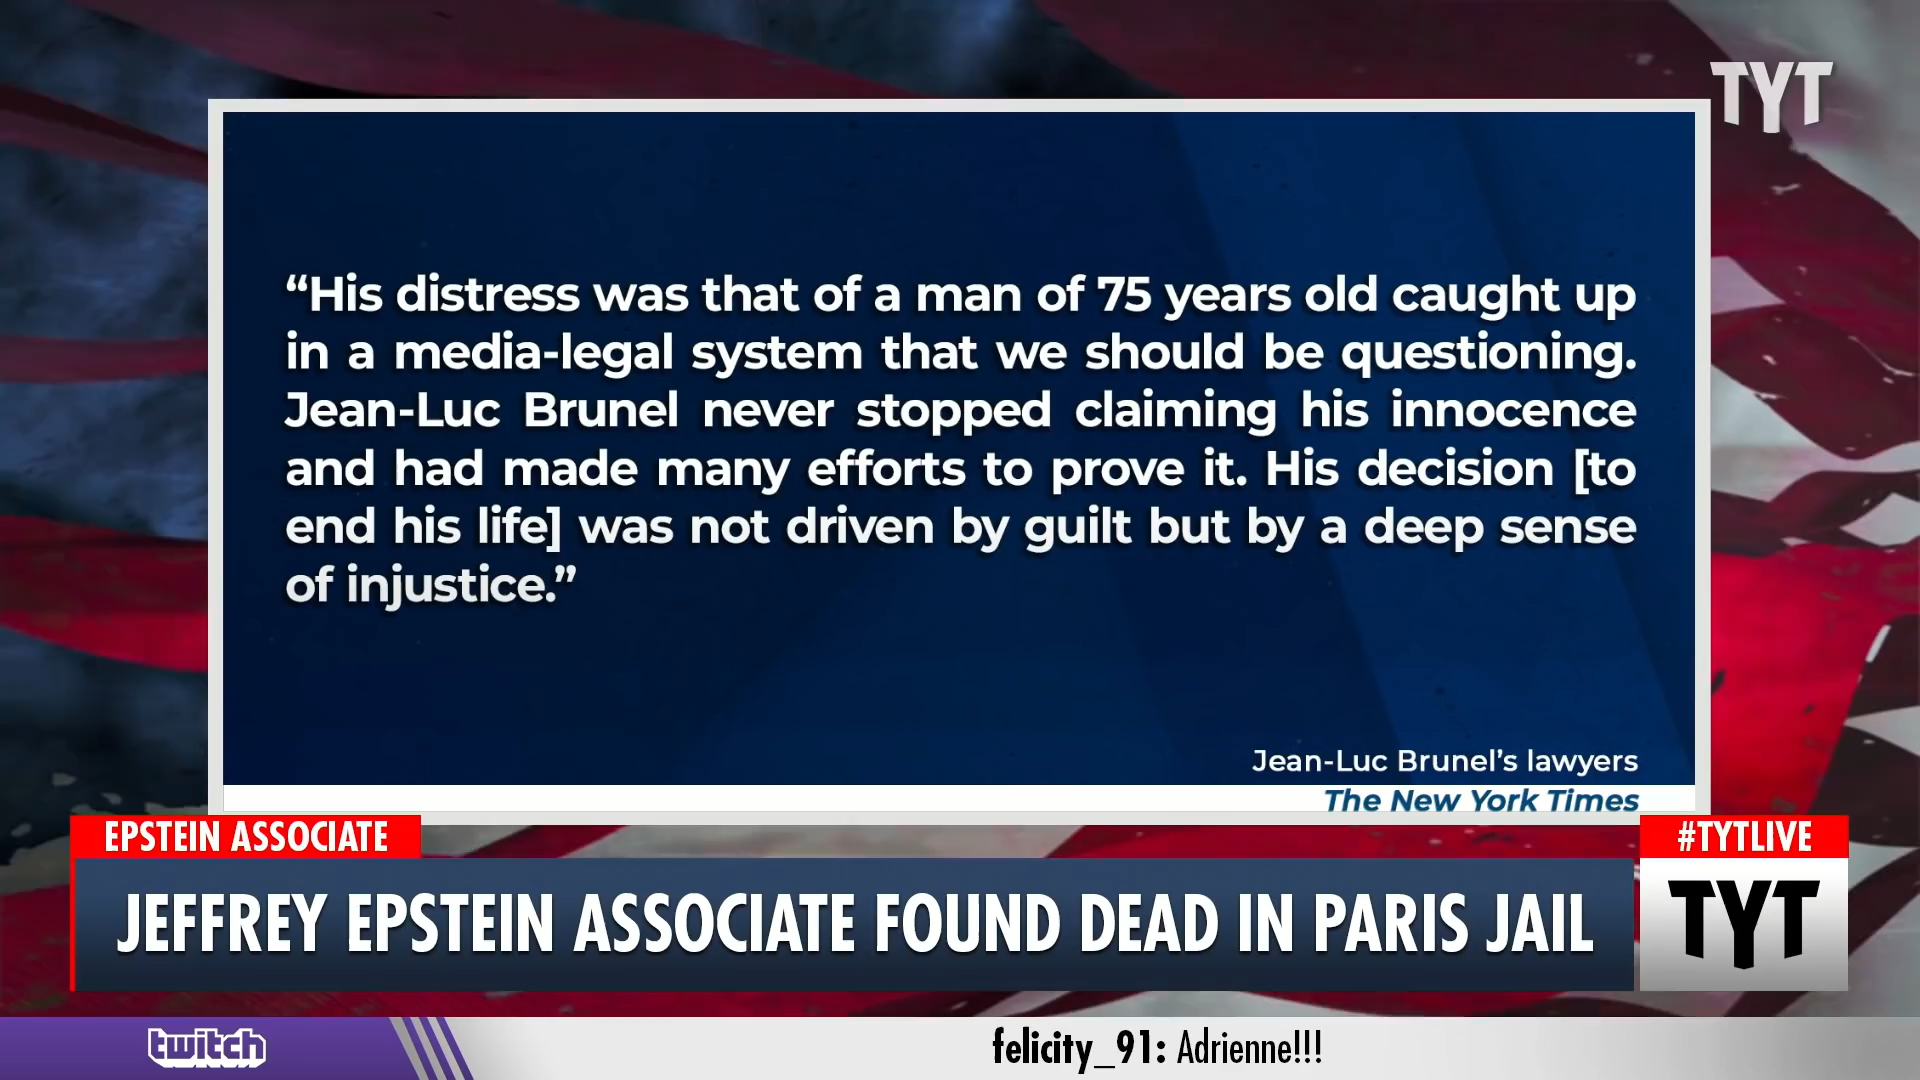 TYT
“His distress was that of a man of 75 years old caught up
in a media-legal system that we should be questioning.
Jean-Luc Brunel never stopped claiming his innocence
and had made many efforts to prove it. His decision [to
end his life] was not driven by guilt but by a deep sense
of injustice.”
Jean-Luc Brunel’s lawyers
The New York Times
EPSTEIN ASSOCIATE
#TYTLIVE
JEFFREY EPSTEIN ASSOCIATE FOUND DEAD IN PARIS JAIL
TYT
twitch
felicity_91: Adrienne!!!